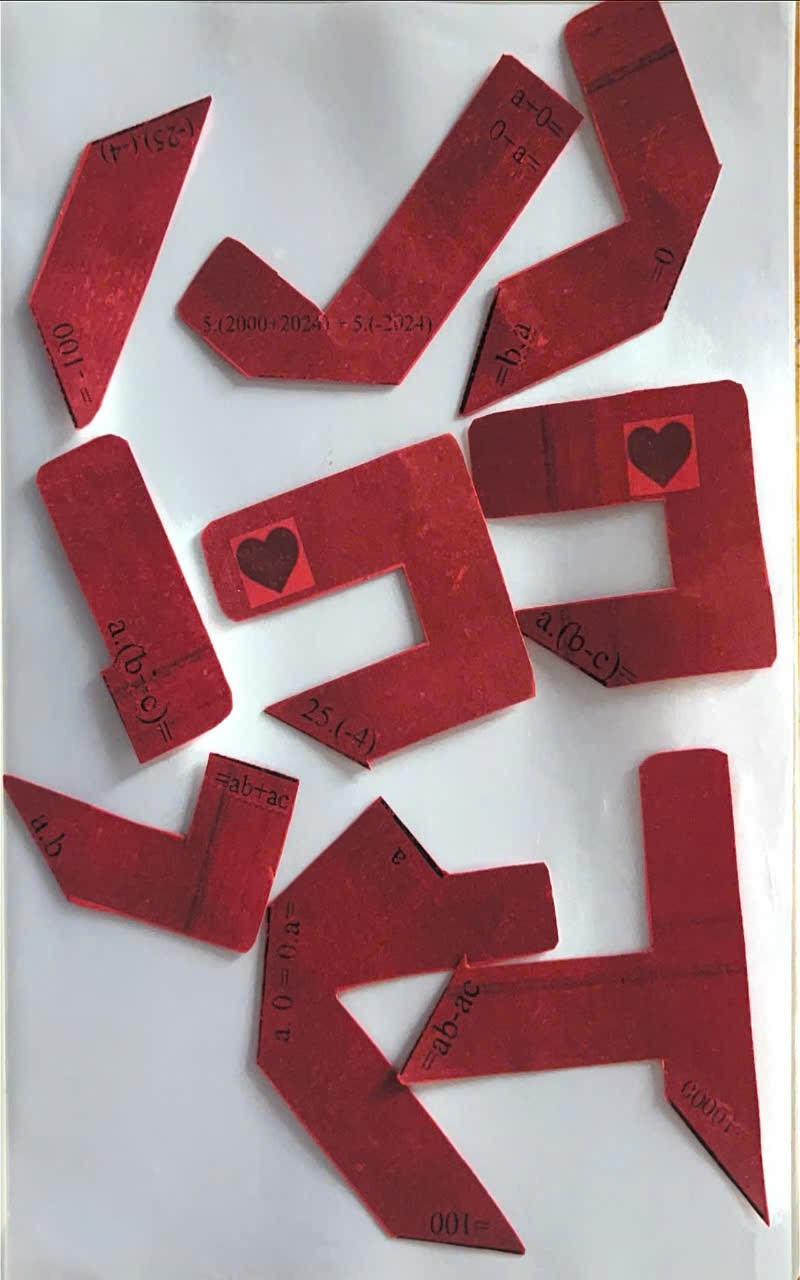 (-25).(-4)
=-100
a+0=
0+a=
5.(2000+2024) + 5.(-2024)
=0
=b.a
a.(b+c)=
25.(-4)
a.(b-c)=
a.b
=ab+ac
a
a. 0 = 0.a=
=ab-ac
=10000
=100